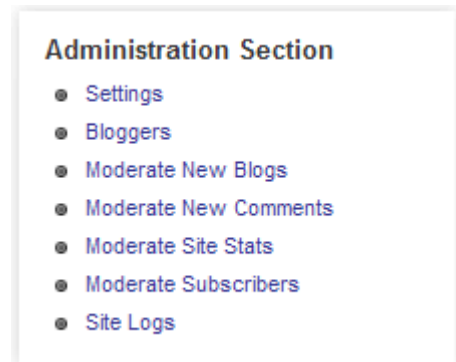 Administration Section
Settings
Bloggers
Moderate New Blogs
Moderate New Comments
Moderate Site Stats
Moderate Subscribers
Site Logs